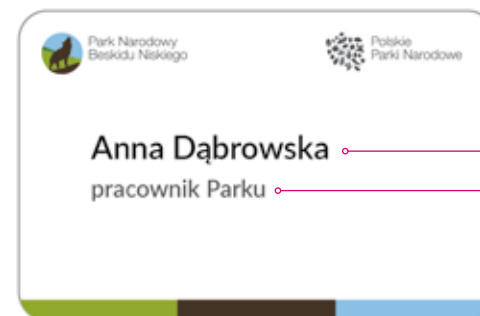 Park Narodowy
Beskidu Niskiego
Polskie
Parki Narodowe
Anna Dąbrowska
pracownik Parku